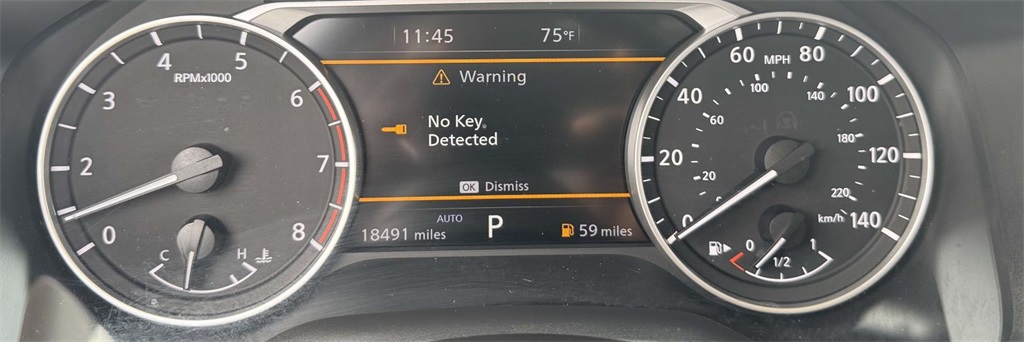 11:45 75°F
Warning
No Key
Detected
OK Dismiss
AUTO
18491 miles P 59 miles
RPMx1000
0 2 3 4 5 6 7 8
C H
MPH
0 20 40 60 80 100 120 140
20 60 100 140 180 220
km/h
0 1/2 1